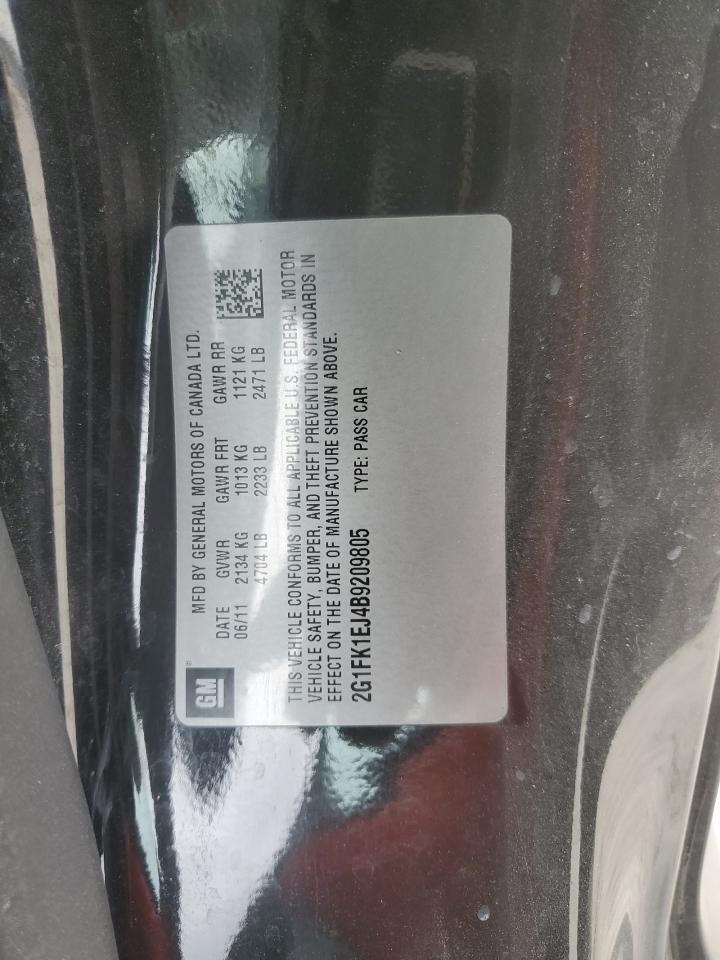 GM ®
MFD BY GENERAL MOTORS OF CANADA LTD.
DATE GVWR GAWR FRT GAWR RR
06/11 2134 KG 1013 KG 1121 KG
4704 LB 2233 LB 2471 LB
THIS VEHICLE CONFORMS TO ALL APPLICABLE U.S. FEDERAL MOTOR
VEHICLE SAFETY, BUMPER, AND THEFT PREVENTION STANDARDS IN
EFFECT ON THE DATE OF MANUFACTURE SHOWN ABOVE.
2G1FK1EJ4B9209805 TYPE: PASS CAR